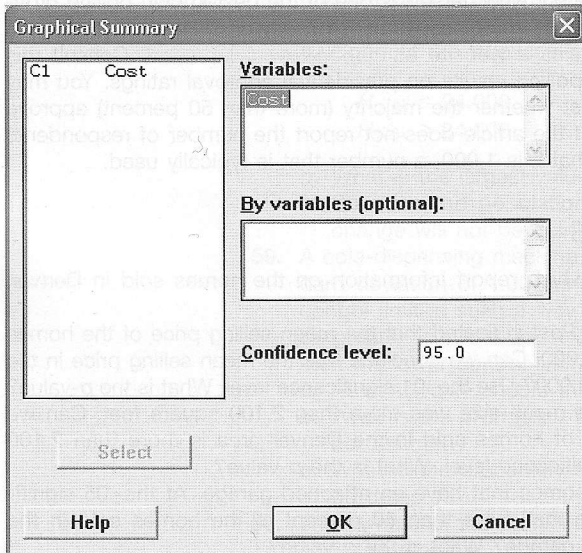 Graphical Summary
C1 Cost
Variables:
Cost
By variables (optional):
Confidence level: 95.0
Select
Help
OK
Cancel